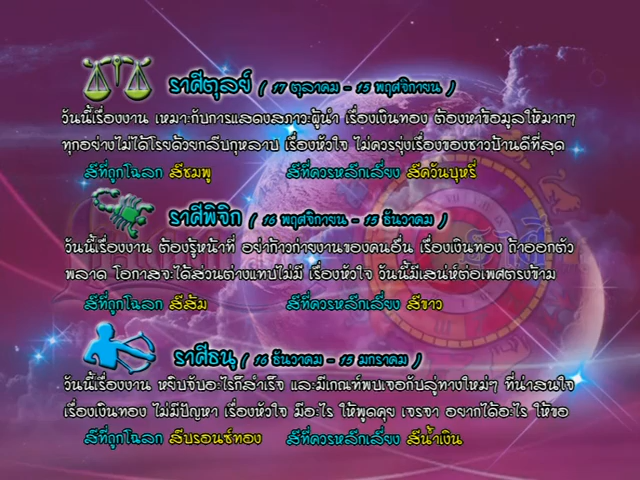 ราศีตุลย์ ( 17 ตุลาคม - 15 พฤศจิกายน )
วันนี้เรื่องงาน เหมาะกับการแสดงสภาวะผู้นำ เรื่องเงินทอง ต้องหาข้อมูลให้มากๆ
ทุกอย่างไม่ได้โรยด้วยกลีบกุหลาบ เรื่องหัวใจ ไม่ควรยุ่งเรื่องของชาวบ้านดีที่สุด
สีที่ถูกโฉลก สีชมพู สีที่ควรหลีกเลี่ยง สีควันบุหรี่
ราศีพิจิก ( 16 พฤศจิกายน - 15 ธันวาคม )
วันนี้เรื่องงาน ต้องรู้หน้าที่ อย่าก้าวก่ายงานของคนอื่น เรื่องเงินทอง ถ้าออกตัว
พลาด โอกาสจะได้ส่วนต่างแทบไม่มี เรื่องหัวใจ วันนี้มีเสน่ห์ต่อเพศตรงข้าม
สีที่ถูกโฉลก สีส้ม สีที่ควรหลีกเลี่ยง สีขาว
ราศีธนู ( 16 ธันวาคม - 15 มกราคม )
วันนี้เรื่องงาน หยิบจับอะไรก็สำเร็จ และมีเกณฑ์พบเจอกับลู่ทางใหม่ๆ ที่น่าสนใจ
เรื่องเงินทอง ไม่มีปัญหา เรื่องหัวใจ มีอะไร ให้พูดคุย เจรจา อยากได้อะไร ให้ขอ
สีที่ถูกโฉลก สีบรอนซ์ทอง สีที่ควรหลีกเลี่ยง สีน้ำเงิน